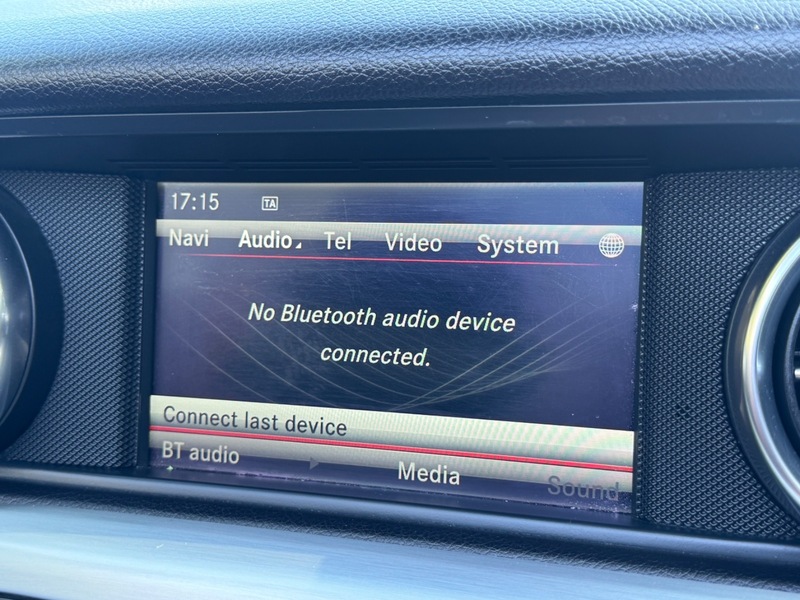 17:15 TA
Navi Audio Tel Video System
No Bluetooth audio device
connected.
Connect last device
BT audio Media Sound